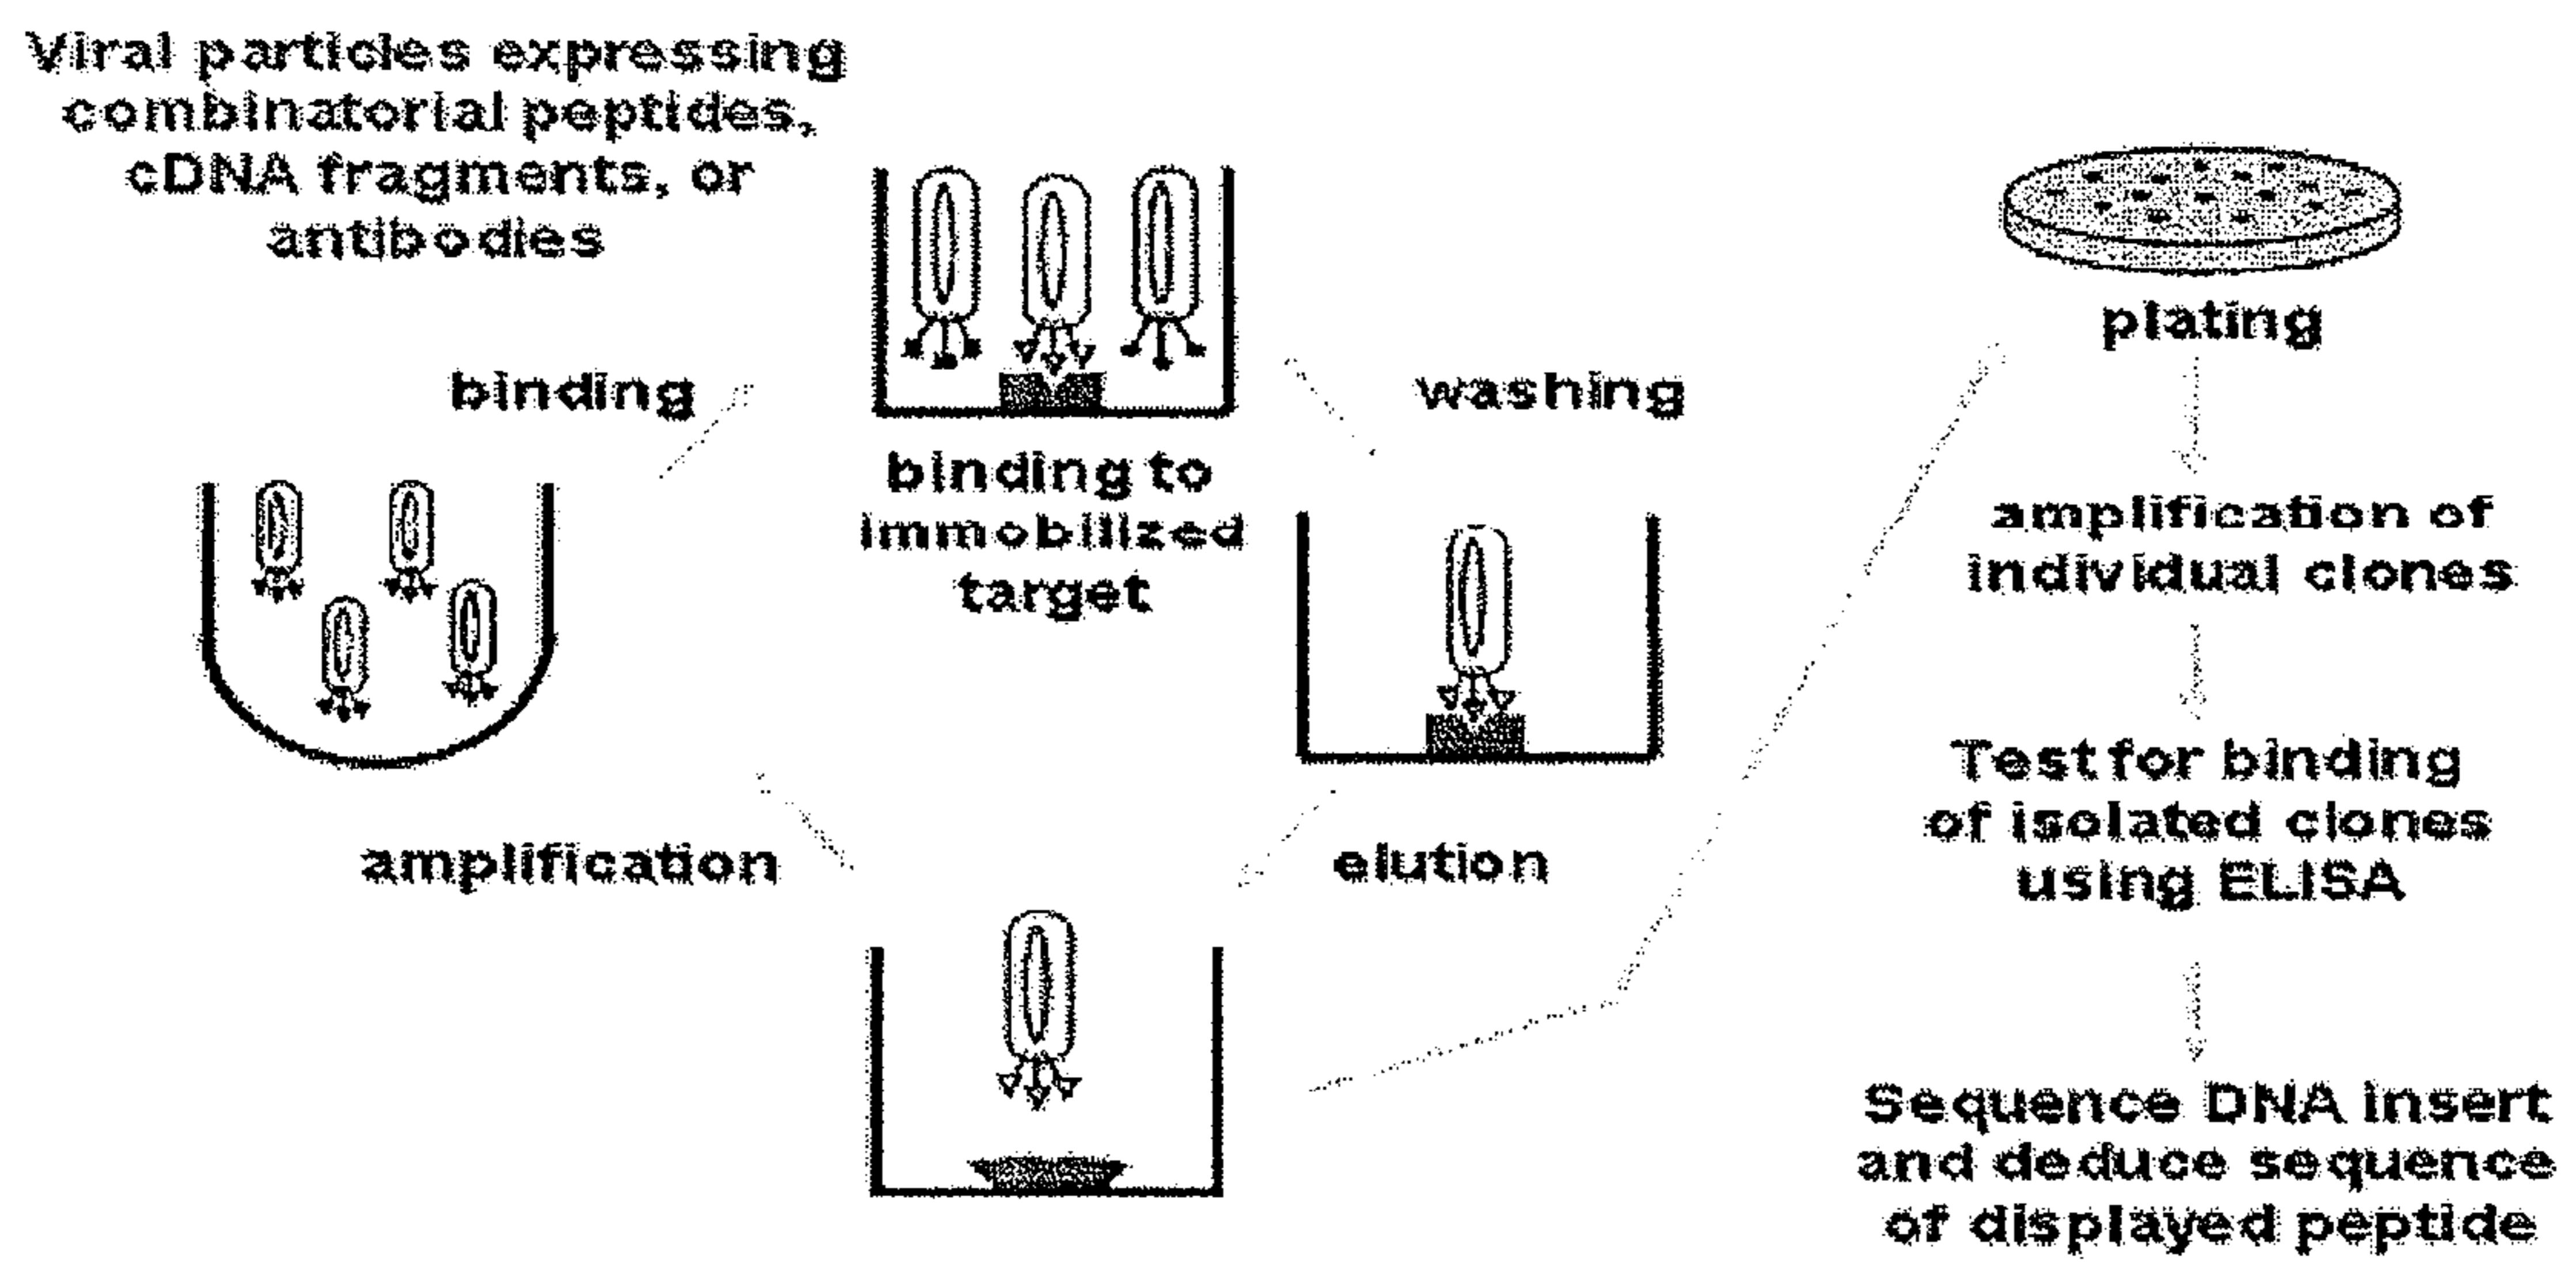 Viral particles expressing
combinatorial peptides,
cDNA fragments, or
antibodies
binding
binding to
immobilized
target
washing
elution
amplification
plating
amplification of
individual clones
Test for binding
of isolated clones
using ELISA
Sequence DNA insert
and deduce sequence
of displayed peptide